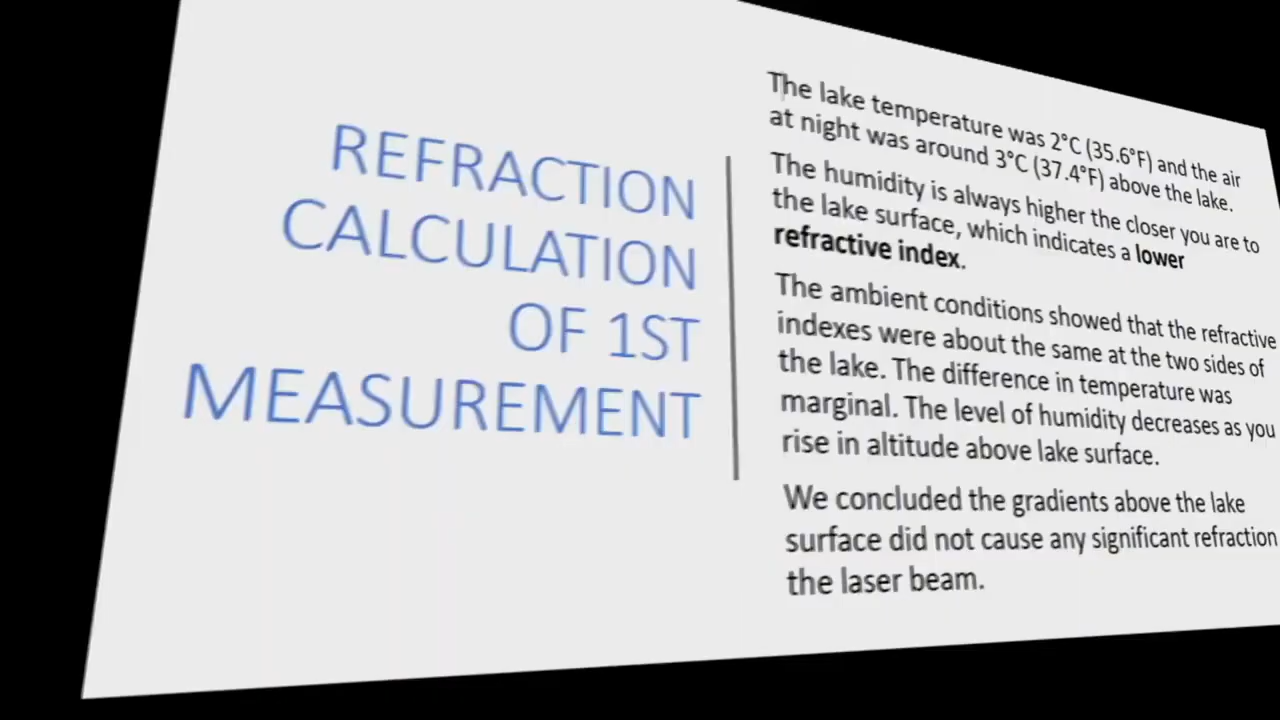 REFRACTION
CALCULATION
OF 1ST
MEASUREMENT
The lake temperature was 2°C (35.6°F) and the air
at night was around 3°C (37.4°F) above the lake.
The humidity is always higher the closer you are to
the lake surface, which indicates a lower
refractive index.
The ambient conditions showed that the refractive
indexes were about the same at the two sides of
the lake. The difference in temperature was
marginal. The level of humidity decreases as you
rise in altitude above lake surface.
We concluded the gradients above the lake
surface did not cause any significant refraction
the laser beam.